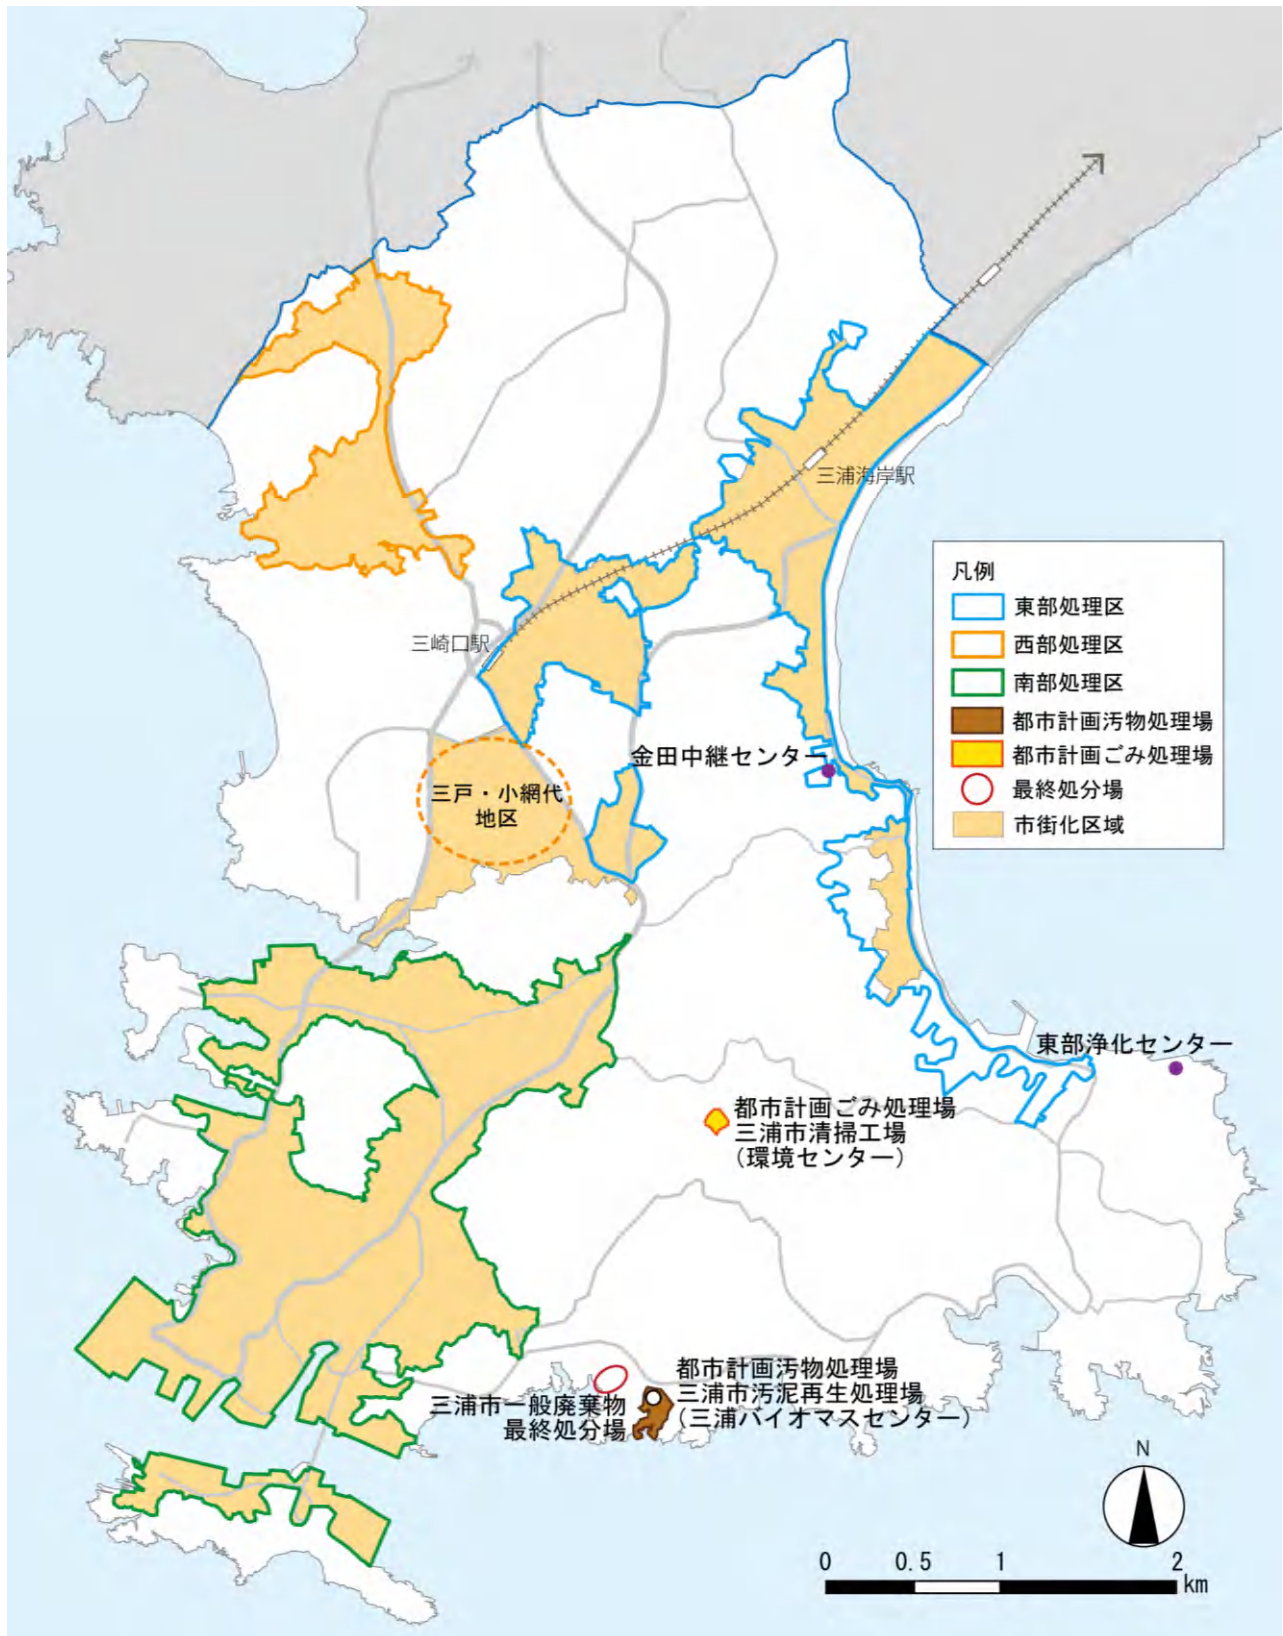 三浦海岸駅
凡例
東部処理区
西部処理区
南部処理区
都市計画汚物処理場
都市計画ごみ処理場
最終処分場
市街化区域
三崎口駅
金田中継センター
三戸・小網代
地区
東部浄化センター
都市計画ごみ処理場
三浦市清掃工場
（環境センター）
都市計画汚物処理場
三浦市汚泥再生処理場
（三浦バイオマスセンター）
三浦市一般廃棄物
最終処分場
N
0 0.5 1 2
km